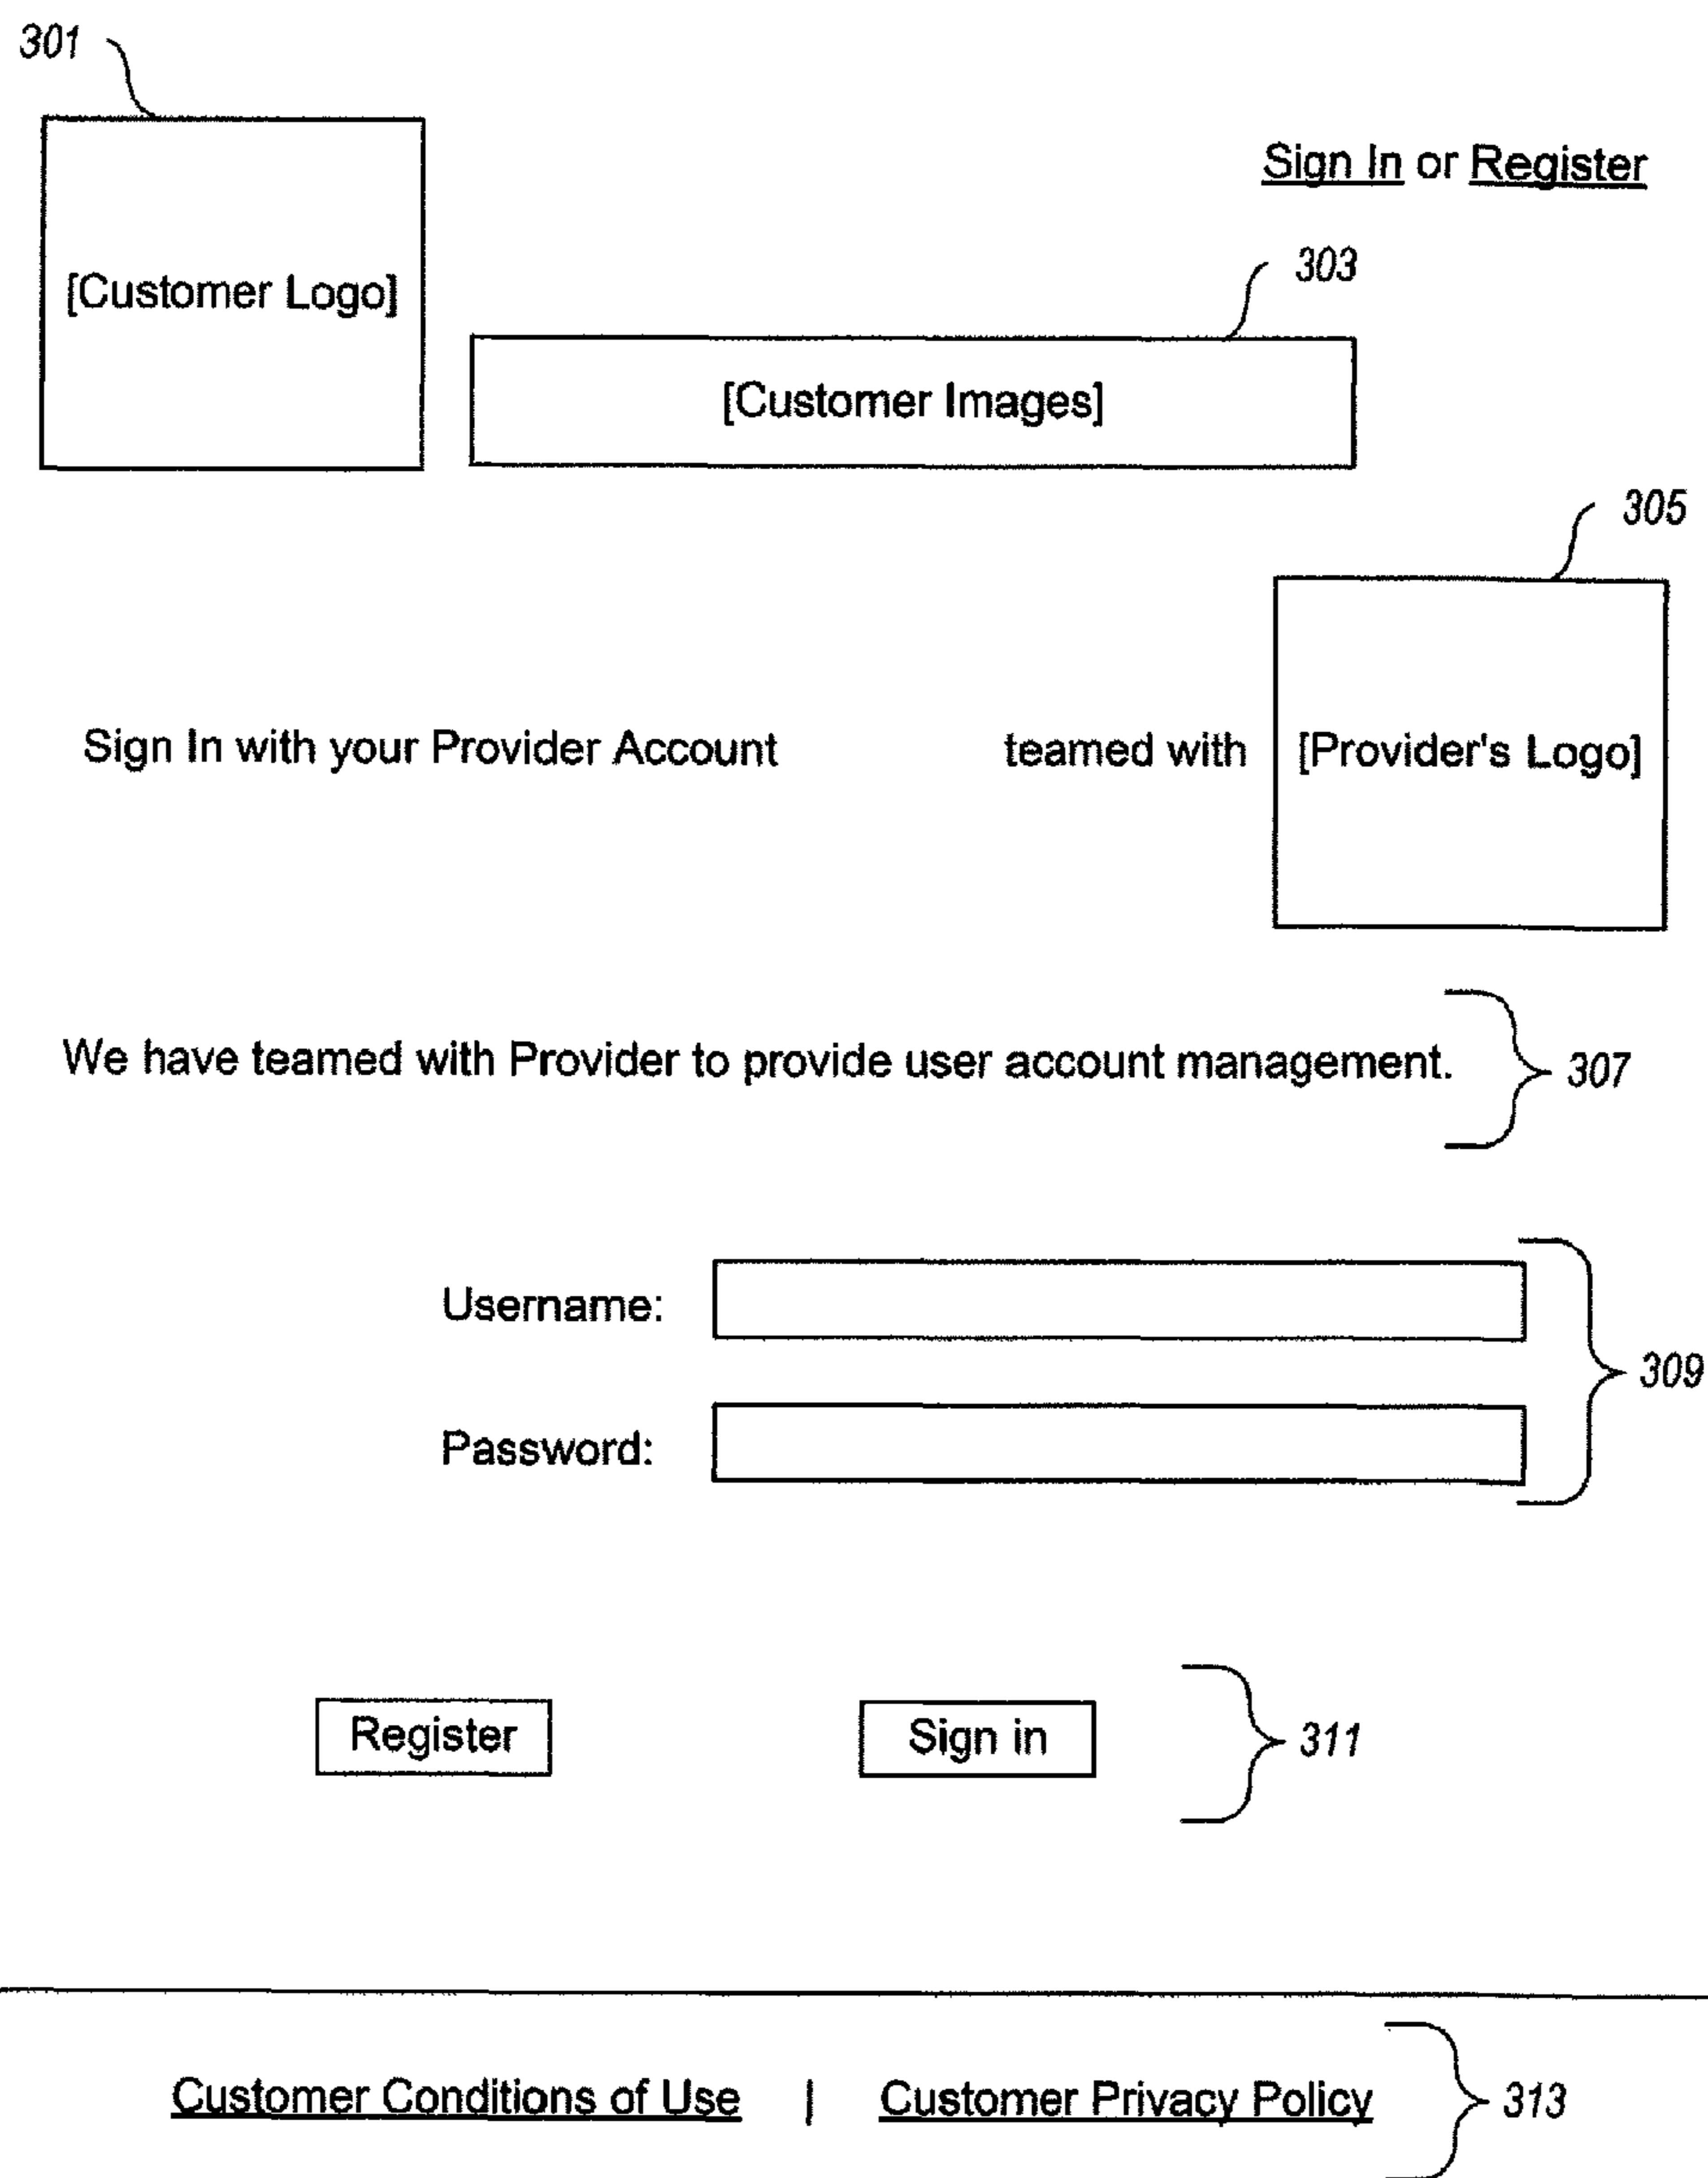 301
Sign In or Register
303
[Customer Logo]
[Customer Images]
305
Sign In with your Provider Account teamed with [Provider's Logo]
We have teamed with Provider to provide user account management.
307
Username:
309
Password:
Register Sign in
311
Customer Conditions of Use | Customer Privacy Policy
313